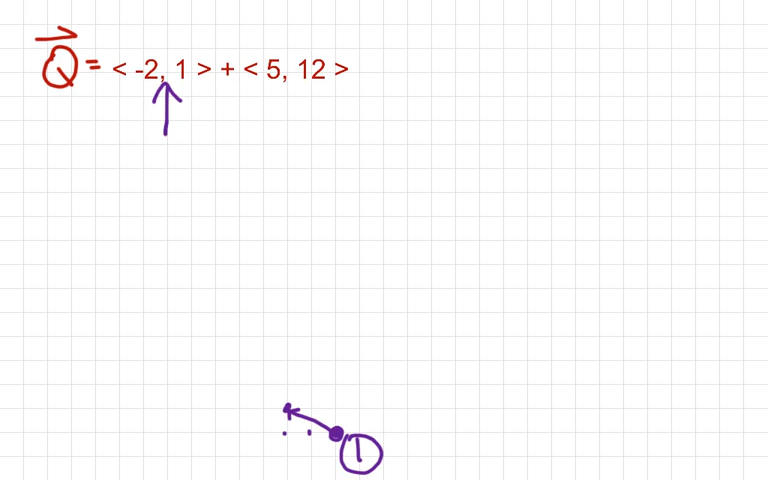 Q⃗ = < -2, 1 > + < 5, 12 >
1